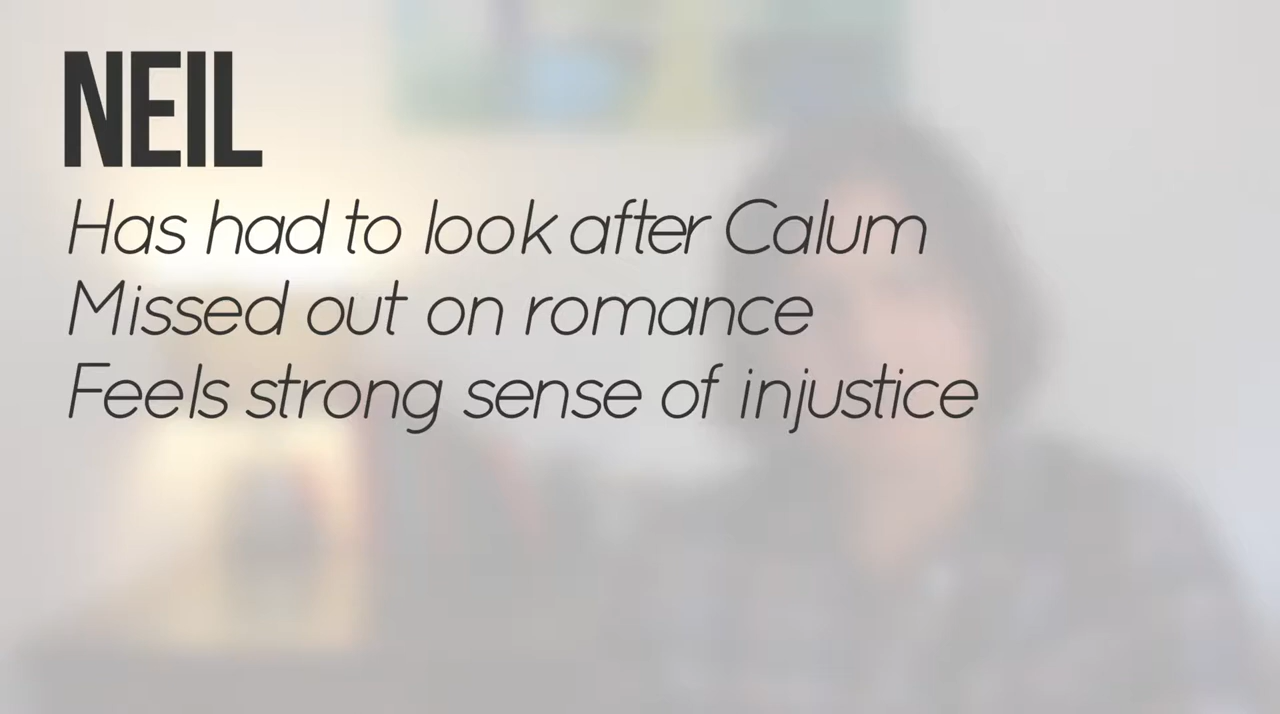 NEIL
Has had to look after Calum
Missed out on romance
Feels strong sense of injustice